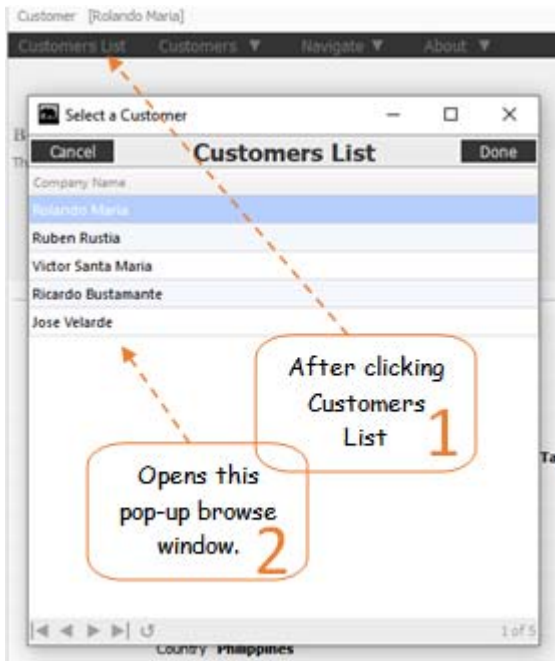 Customer [Rolando Maria]
Customers List Customers ▼ Navigate ▼ About ▼
Select a Customer
Cancel Customers List Done
Company Name
Rolando Maria
Ruben Rustia
Victor Santa Maria
Ricardo Bustamante
Jose Velarde
After clicking
Customers
List
1
Opens this
pop-up browse
window.
2
1 of 5
Country Philippines